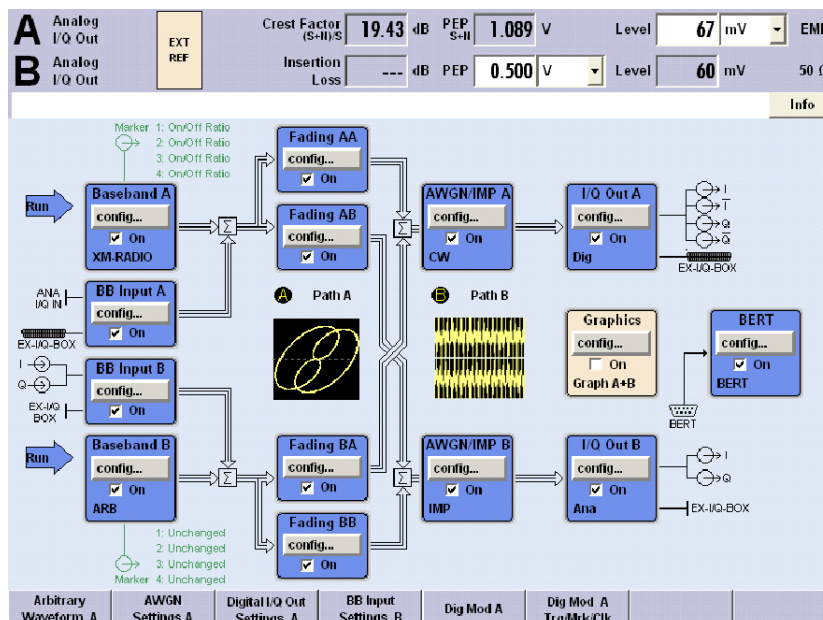 A Analog I/Q Out
EXT REF
Crest Factor (S+N)/S 19.43 dB PEP S+N 1.089 V Level 67 mV EMF
B Analog I/Q Out
Insertion Loss --- dB PEP 0.500 V Level 60 mV 50 Ω
Info
Marker 1: On/Off Ratio
2: On/Off Ratio
3: On/Off Ratio
4: On/Off Ratio
Fading AA
config...
On
Run
Baseband A
config...
On
XM-RADIO
Σ
Fading AB
config...
On
Σ
AWGN/IMP A
config...
On
CW
I/Q Out A
config...
On
Dig
I
I
Q
Q
EX-I/Q-BOX
ANA I/Q IN
BB Input A
config...
On
EX-I/Q-BOX
A Path A
B Path B
Graphics
config...
On
Graph A+B
BERT
config...
On
BERT
BERT
I
Q
BB Input B
config...
On
EX-I/Q BOX
Run
Baseband B
config...
On
ARB
Σ
Fading BA
config...
On
Σ
AWGN/IMP B
config...
On
IMP
I/Q Out B
config...
On
Ana
I
Q
EX-I/Q-BOX
Fading BB
config...
On
1: Unchanged
2: Unchanged
3: Unchanged
Marker 4: Unchanged
Arbitrary Waveform A
AWGN Settings A
Digital I/Q Out Settings A
BB Input Settings B
Dig Mod A
Dig Mod A Trg/Mrk/Clk